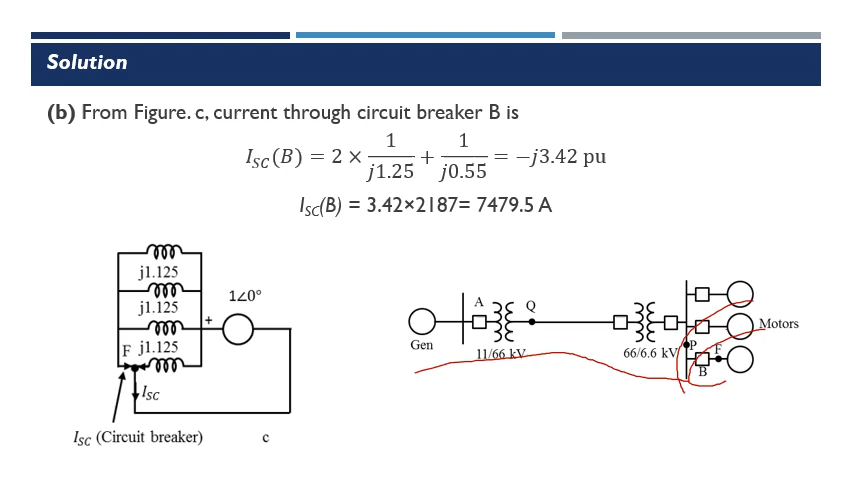 Solution
(b) From Figure. c, current through circuit breaker B is
I_SC(B) = 2 × 1/j1.25 + 1/j0.55 = −j3.42 pu
I_SC(B) = 3.42×2187= 7479.5 A
j1.125
j1.125
j1.125
1∠0°
+
F
I_SC
I_SC (Circuit breaker)
c
A
Q
Gen
11/66 kV
66/6.6 kV
P
F
B
Motors